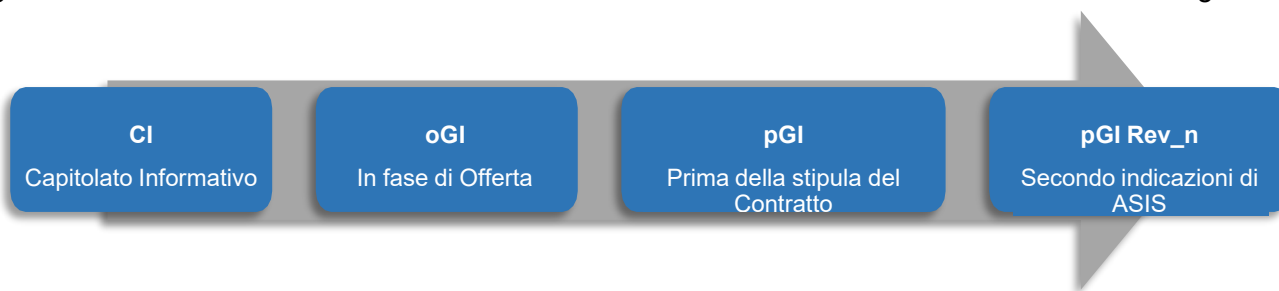 CI
Capitolato Informativo
oGI
In fase di Offerta
pGI
Prima della stipula del
Contratto
pGI Rev_n
Secondo indicazioni di
ASIS